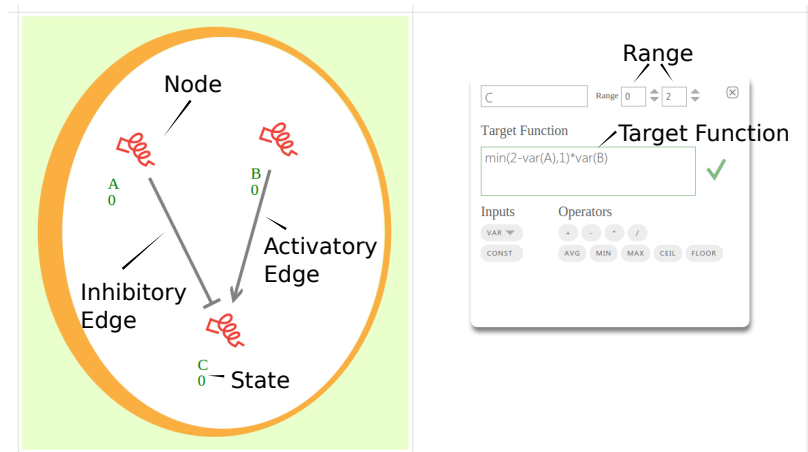 Node
A
0
B
0
Activatory
Edge
Inhibitory
Edge
C
0
State
Range
C
Range
0
2
Target Function
Target Function
min(2-var(A),1)*var(B)
Inputs
Operators
VAR
+
-
*
/
CONST
AVG
MIN
MAX
CEIL
FLOOR